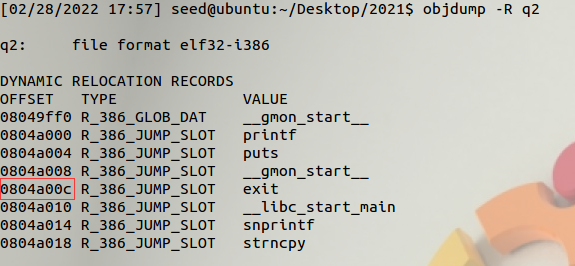 [02/28/2022 17:57] seed@ubuntu:~/Desktop/2021$ objdump -R q2
q2:     file format elf32-i386
DYNAMIC RELOCATION RECORDS
OFFSET   TYPE              VALUE
08049ff0 R_386_GLOB_DAT    __gmon_start__
0804a000 R_386_JUMP_SLOT   printf
0804a004 R_386_JUMP_SLOT   puts
0804a008 R_386_JUMP_SLOT   __gmon_start__
0804a00c R_386_JUMP_SLOT   exit
0804a010 R_386_JUMP_SLOT   __libc_start_main
0804a014 R_386_JUMP_SLOT   snprintf
0804a018 R_386_JUMP_SLOT   strncpy